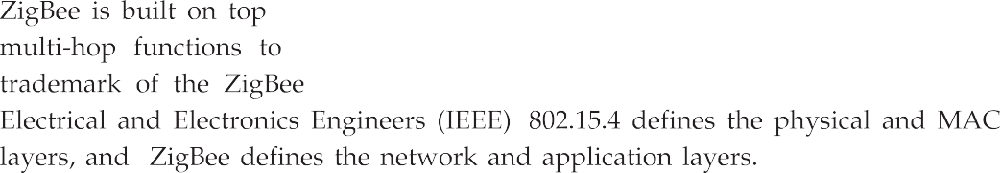 ZigBee is built on top
multi-hop functions to
trademark of the ZigBee
Electrical and Electronics Engineers (IEEE) 802.15.4 defines the physical and MAC
layers, and ZigBee defines the network and application layers.